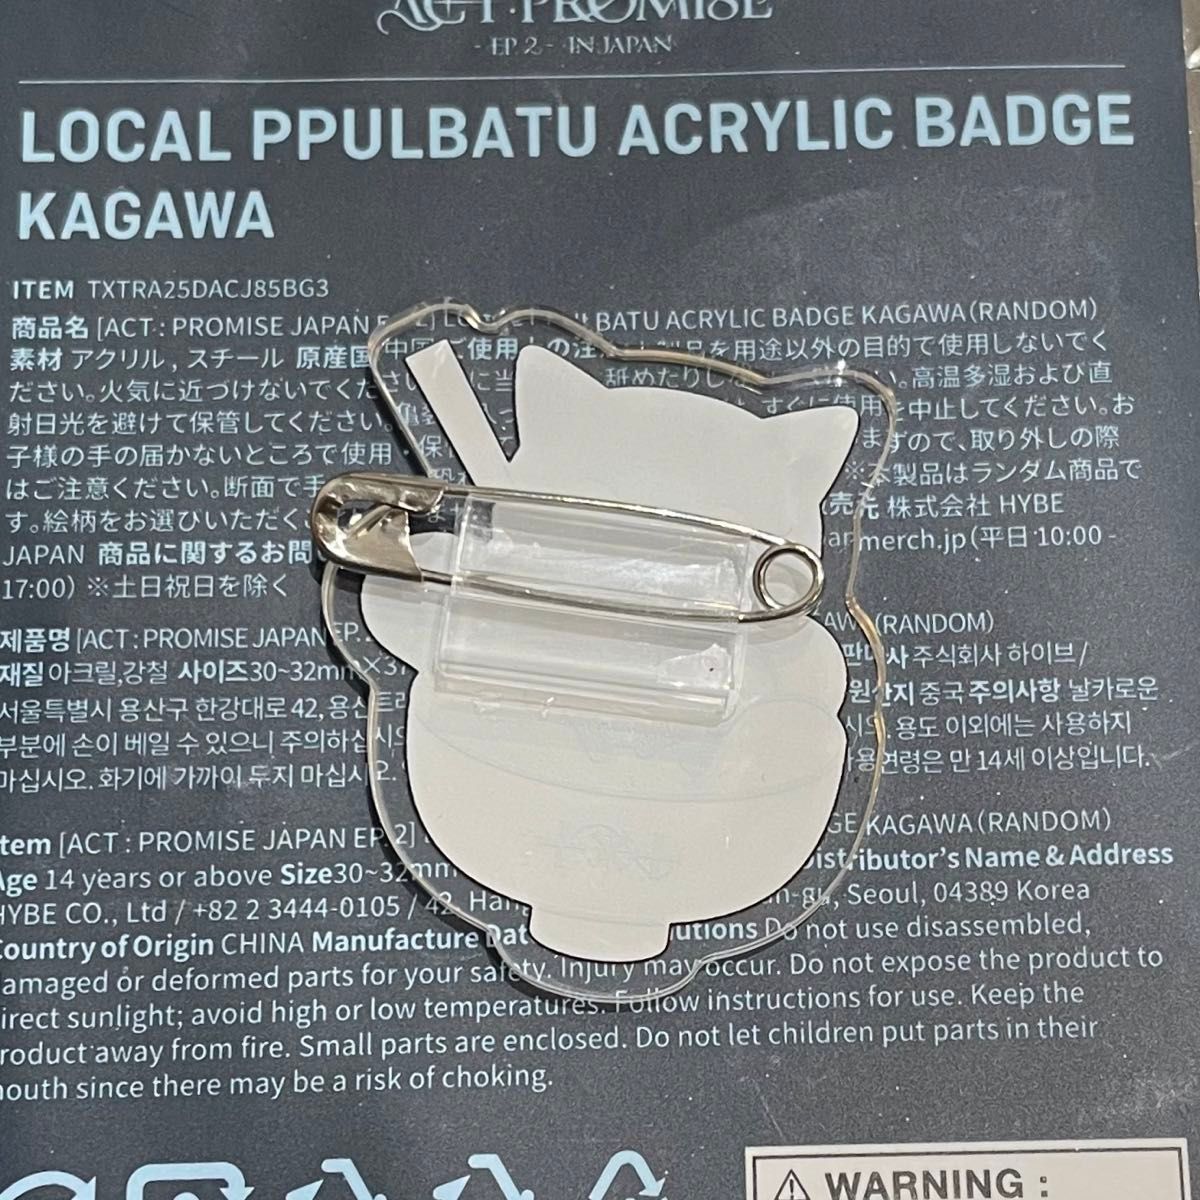 ACT : PROMISE
- EP. 2 - IN JAPAN
LOCAL PPULBATU ACRYLIC BADGE
KAGAWA
ITEM TXTRA25DACJ85BG3
商品名 [ACT : PROMISE JAPAN BATU ACRYLIC BADGE KAGAWA (RANDOM)
素材 アクリル , スチール 原産国 中国 ご使用上の注 製品を用途以外の目的で使用しないでく
ださい。火気に近づけないでくださ に当 舐めたりし い。高温多湿および直
射日光を避けて保管してください。 すぐに使用を中止してください。お
子様の手の届かないところで使用・保 ますので、取り外しの際
はご注意ください。断面で手 ※本製品はランダム商品で
す。絵柄をお選びいただく 売元 株式会社 HYBE
JAPAN 商品に関するお問 merch.jp (平日 10:00 -
17:00) ※土日祝日を除く
제품명 [ACT : PROMISE JAPAN EP. (RANDOM)
재질 아크릴,강철 사이즈 30~32mm×37 판매사 주식회사 하이브 /
서울특별시 용산구 한강대로 42, 용산트 원산지 중국 주의사항 날카로운
부분에 손이 베일 수 있으니 주의하십시 용도 이외에는 사용하지
마십시오. 화기에 가까이 두지 마십시오. 사용연령은 만 14세 이상입니다.
Item [ACT : PROMISE JAPAN EP. 2] KAGAWA (RANDOM)
Age 14 years or above Size 30~32mm Distributor's Name & Address
HYBE CO., Ltd / +82 2 3444-0105 / 42, Seoul, 04389 Korea
Country of Origin CHINA Manufacture Dat Do not use disassembled,
damaged or deformed parts for your safety. Injury may occur. Do not expose the product to
direct sunlight; avoid high or low temperatures. Follow instructions for use. Keep the
product away from fire. Small parts are enclosed. Do not let children put parts in their
mouth since there may be a risk of choking.
WARNING :